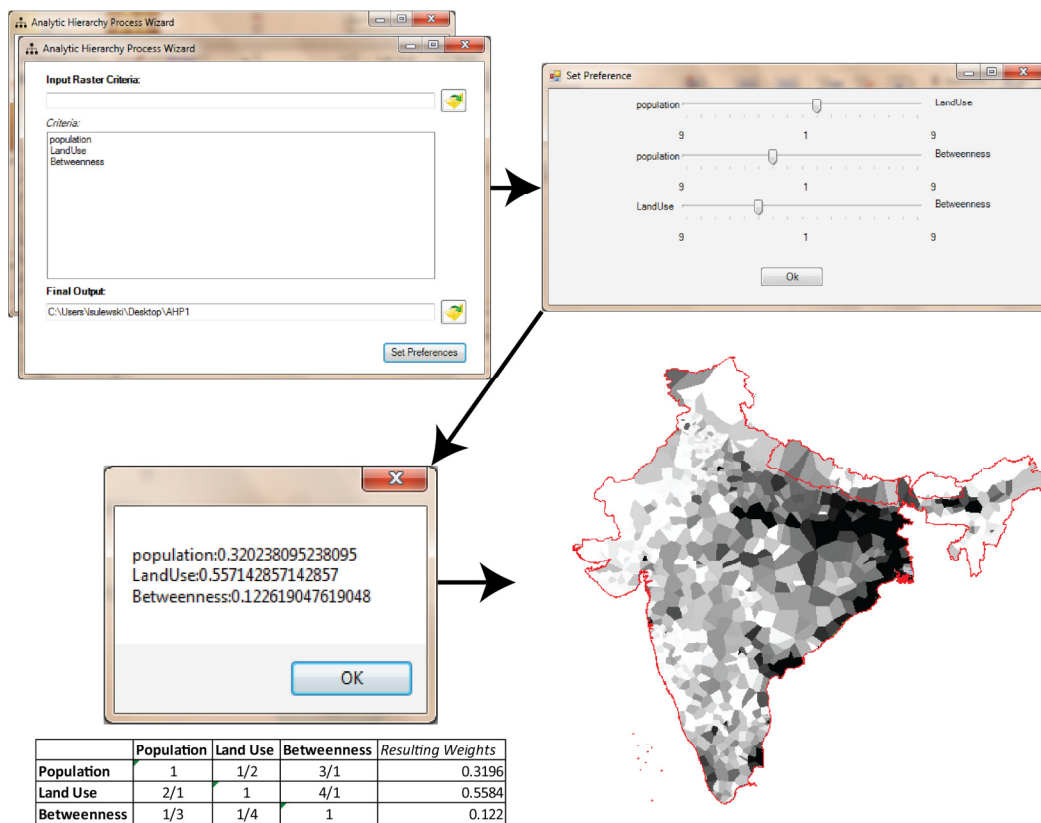 Analytic Hierarchy Process Wizard
Analytic Hierarchy Process Wizard
Input Raster Criteria:
Criteria:
population
LandUse
Betweenness
Final Output:
C:\Users\lsulewski\Desktop\AHP1
Set Preferences
Set Preference
population LandUse
9 1 9
population Betweenness
9 1 9
LandUse Betweenness
9 1 9
Ok
population:0.320238095238095
LandUse:0.557142857142857
Betweenness:0.122619047619048
OK
Population Land Use Betweenness Resulting Weights
Population 1 1/2 3/1 0.3196
Land Use 2/1 1 4/1 0.5584
Betweenness 1/3 1/4 1 0.122